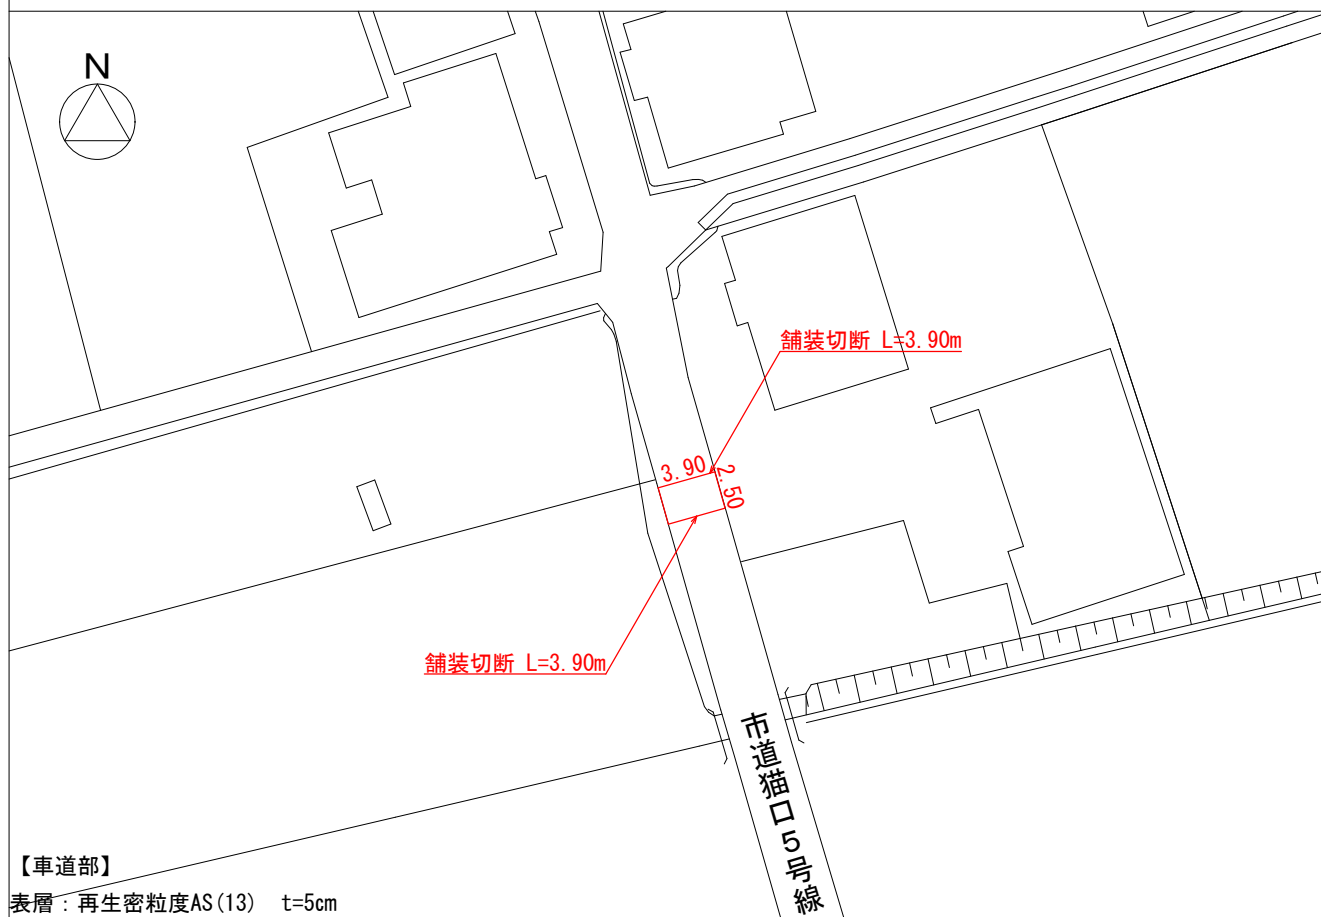 N
舗装切断 L=3.90m
3.90
2.50
舗装切断 L=3.90m
市道猫口5号線
【車道部】
表層：再生密粒度AS(13) t=5cm